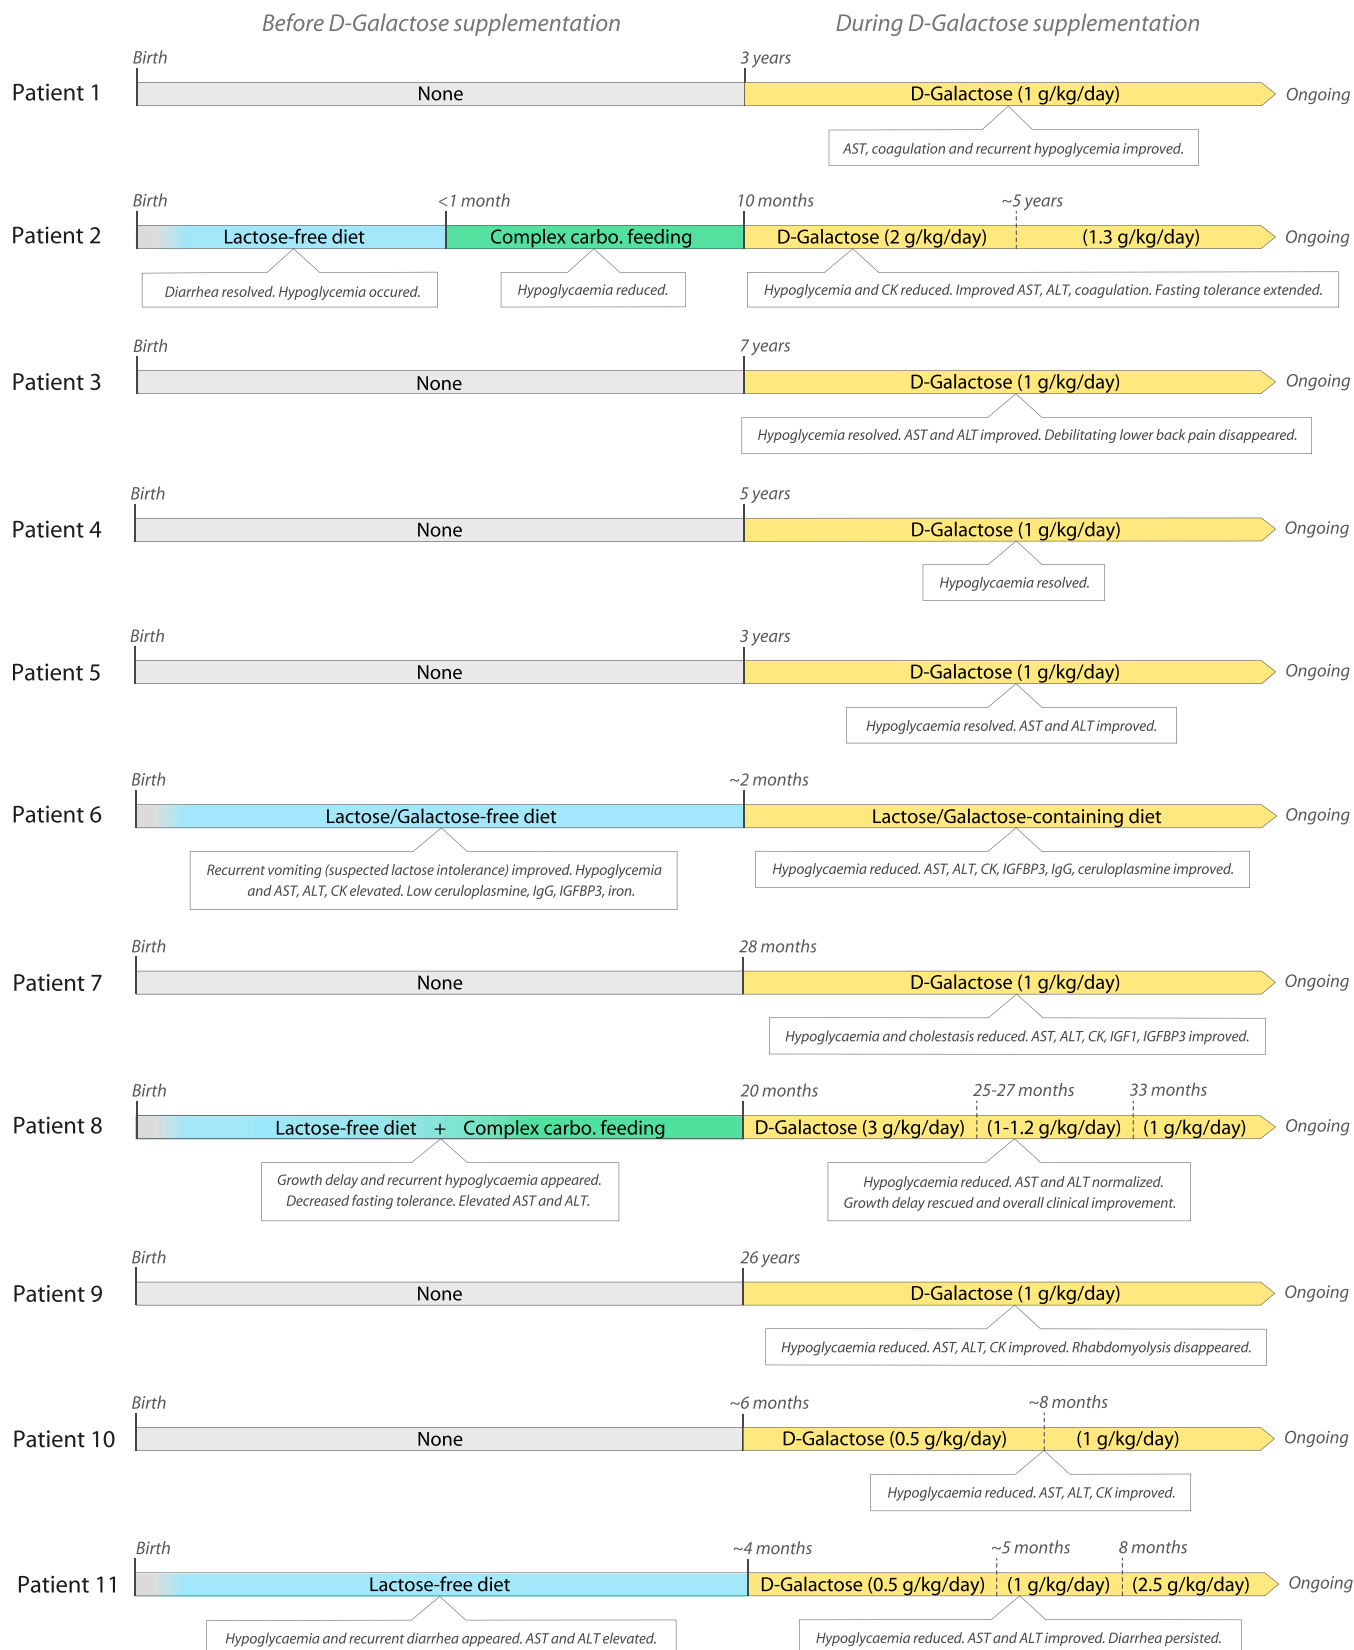 Before D-Galactose supplementation
During D-Galactose supplementation
Birth
3 years
Patient 1
None
D-Galactose (1 g/kg/day)
Ongoing
AST, coagulation and recurrent hypoglycemia improved.
Birth
<1 month
10 months
~5 years
Patient 2
Lactose-free diet
Complex carbo. feeding
D-Galactose (2 g/kg/day)
(1.3 g/kg/day)
Ongoing
Diarrhea resolved. Hypoglycemia occured.
Hypoglycaemia reduced.
Hypoglycemia and CK reduced. Improved AST, ALT, coagulation. Fasting tolerance extended.
Birth
7 years
Patient 3
None
D-Galactose (1 g/kg/day)
Ongoing
Hypoglycemia resolved. AST and ALT improved. Debilitating lower back pain disappeared.
Birth
5 years
Patient 4
None
D-Galactose (1 g/kg/day)
Ongoing
Hypoglycaemia resolved.
Birth
3 years
Patient 5
None
D-Galactose (1 g/kg/day)
Ongoing
Hypoglycaemia resolved. AST and ALT improved.
Birth
~2 months
Patient 6
Lactose/Galactose-free diet
Lactose/Galactose-containing diet
Ongoing
Recurrent vomiting (suspected lactose intolerance) improved. Hypoglycemia
and AST, ALT, CK elevated. Low ceruloplasmine, IgG, IGFBP3, iron.
Hypoglycaemia reduced. AST, ALT, CK, IGFBP3, IgG, ceruloplasmine improved.
Birth
28 months
Patient 7
None
D-Galactose (1 g/kg/day)
Ongoing
Hypoglycaemia and cholestasis reduced. AST, ALT, CK, IGF1, IGFBP3 improved.
Birth
20 months
25-27 months
33 months
Patient 8
Lactose-free diet + Complex carbo. feeding
D-Galactose (3 g/kg/day)
(1-1.2 g/kg/day)
(1 g/kg/day)
Ongoing
Growth delay and recurrent hypoglycaemia appeared.
Decreased fasting tolerance. Elevated AST and ALT.
Hypoglycaemia reduced. AST and ALT normalized.
Growth delay rescued and overall clinical improvement.
Birth
26 years
Patient 9
None
D-Galactose (1 g/kg/day)
Ongoing
Hypoglycaemia reduced. AST, ALT, CK improved. Rhabdomyolysis disappeared.
Birth
~6 months
~8 months
Patient 10
None
D-Galactose (0.5 g/kg/day)
(1 g/kg/day)
Ongoing
Hypoglycaemia reduced. AST, ALT, CK improved.
Birth
~4 months
~5 months
8 months
Patient 11
Lactose-free diet
D-Galactose (0.5 g/kg/day)
(1 g/kg/day)
(2.5 g/kg/day)
Ongoing
Hypoglycaemia and recurrent diarrhea appeared. AST and ALT elevated.
Hypoglycaemia reduced. AST and ALT improved. Diarrhea persisted.